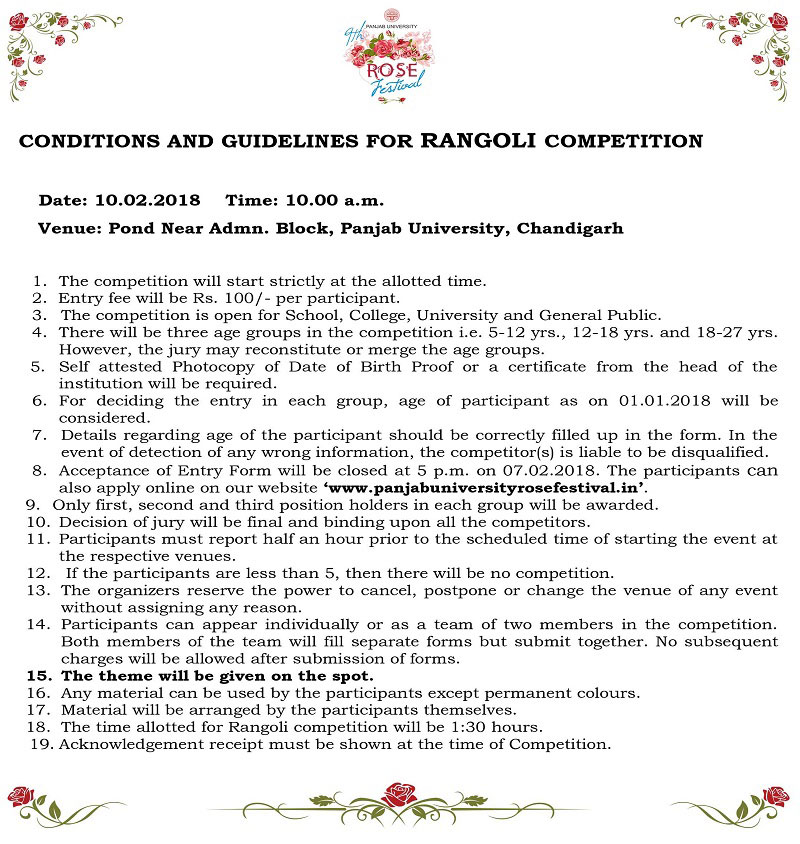 PANJAB UNIVERSITY
9th
ROSE
Festival
CONDITIONS AND GUIDELINES FOR RANGOLI COMPETITION
Date: 10.02.2018 Time: 10.00 a.m.
Venue: Pond Near Admn. Block, Panjab University, Chandigarh
1. The competition will start strictly at the allotted time.
2. Entry fee will be Rs. 100/- per participant.
3. The competition is open for School, College, University and General Public.
4. There will be three age groups in the competition i.e. 5-12 yrs., 12-18 yrs. and 18-27 yrs.
However, the jury may reconstitute or merge the age groups.
5. Self attested Photocopy of Date of Birth Proof or a certificate from the head of the
institution will be required.
6. For deciding the entry in each group, age of participant as on 01.01.2018 will be
considered.
7. Details regarding age of the participant should be correctly filled up in the form. In the
event of detection of any wrong information, the competitor(s) is liable to be disqualified.
8. Acceptance of Entry Form will be closed at 5 p.m. on 07.02.2018. The participants can
also apply online on our website ‘www.panjabuniversityrosefestival.in’.
9. Only first, second and third position holders in each group will be awarded.
10. Decision of jury will be final and binding upon all the competitors.
11. Participants must report half an hour prior to the scheduled time of starting the event at
the respective venues.
12. If the participants are less than 5, then there will be no competition.
13. The organizers reserve the power to cancel, postpone or change the venue of any event
without assigning any reason.
14. Participants can appear individually or as a team of two members in the competition.
Both members of the team will fill separate forms but submit together. No subsequent
charges will be allowed after submission of forms.
15. The theme will be given on the spot.
16. Any material can be used by the participants except permanent colours.
17. Material will be arranged by the participants themselves.
18. The time allotted for Rangoli competition will be 1:30 hours.
19. Acknowledgement receipt must be shown at the time of Competition.